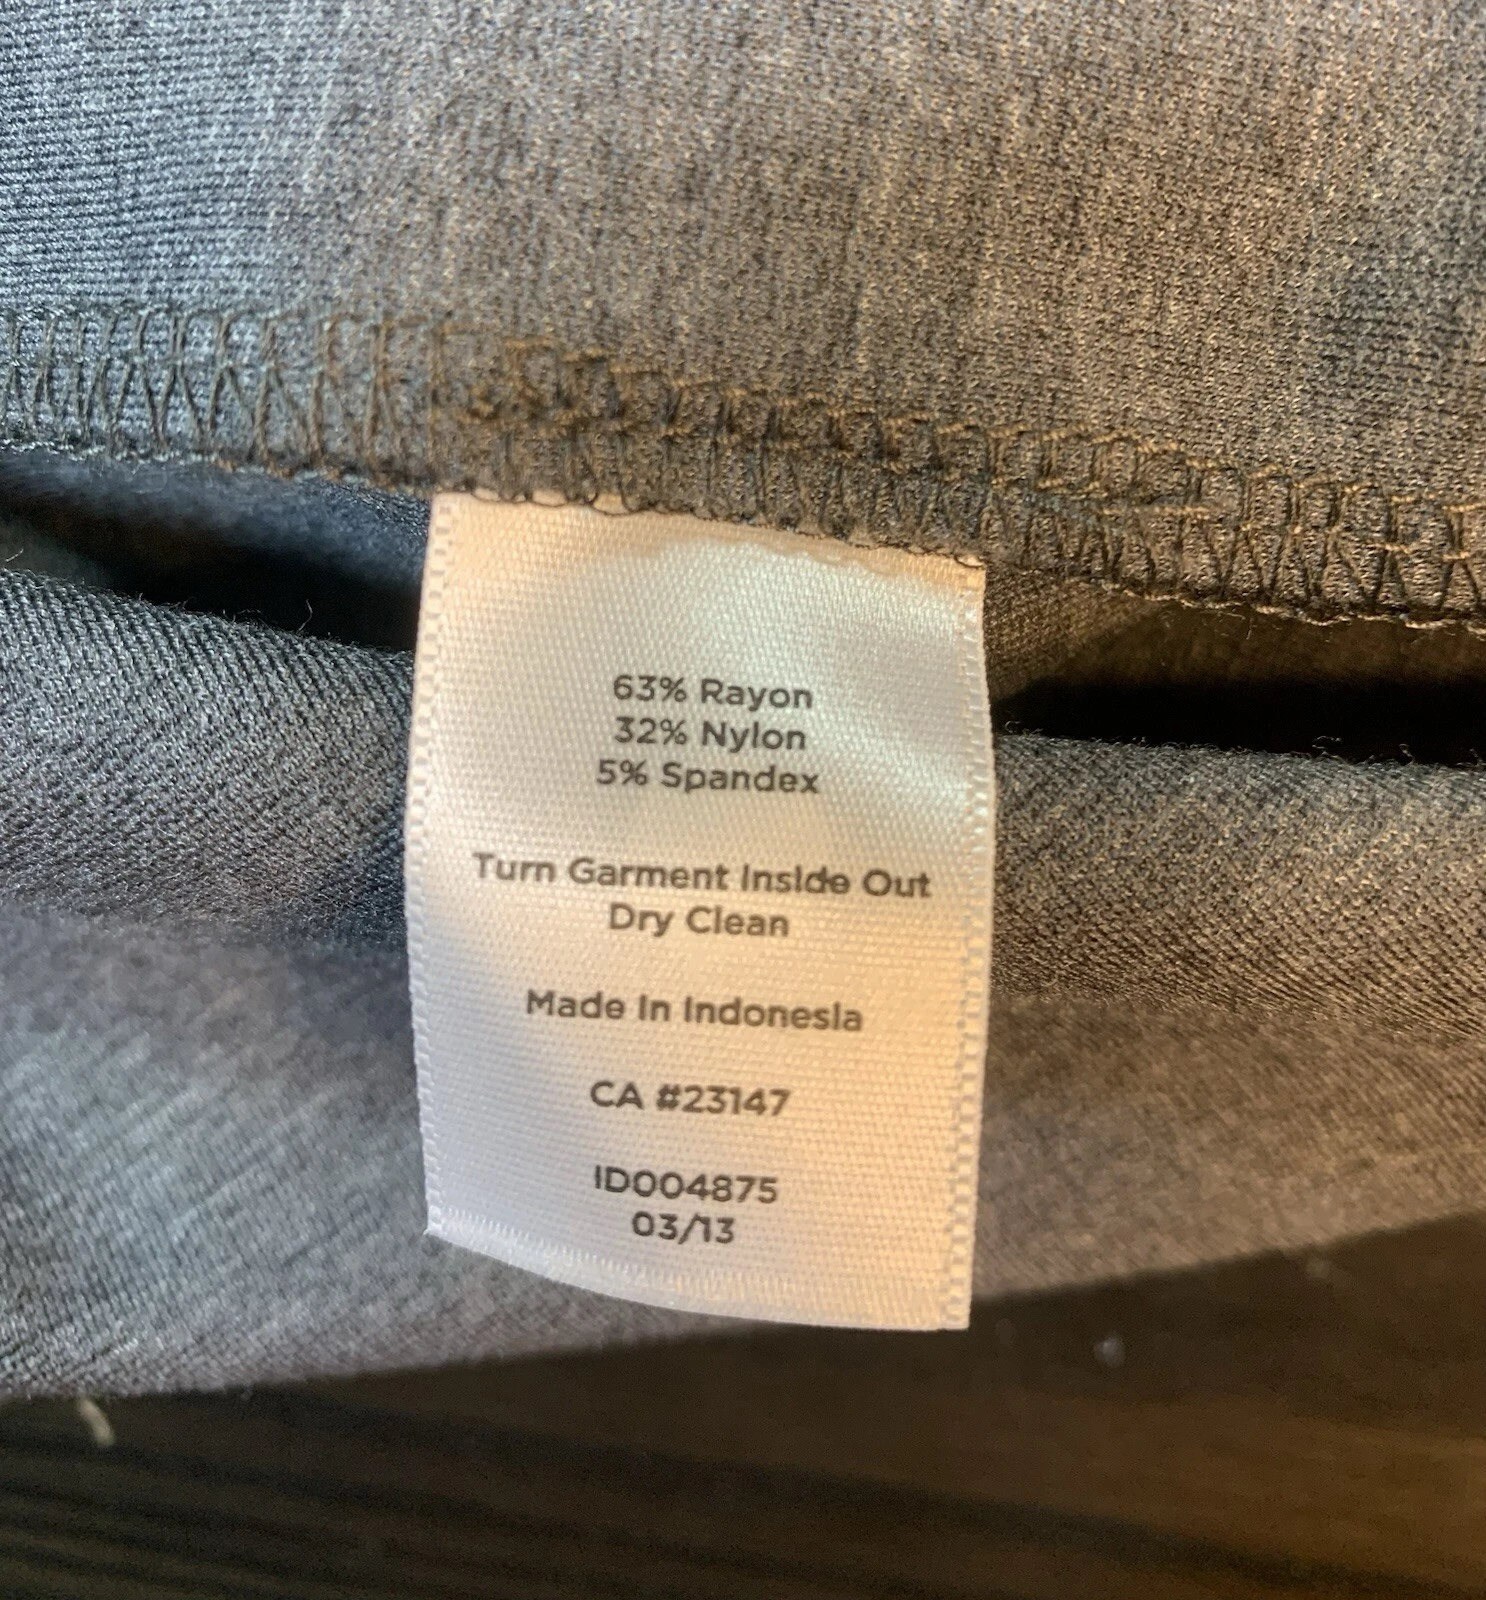 63% Rayon
32% Nylon
5% Spandex
Turn Garment Inside Out
Dry Clean
Made In Indonesia
CA #23147
ID004875
03/13